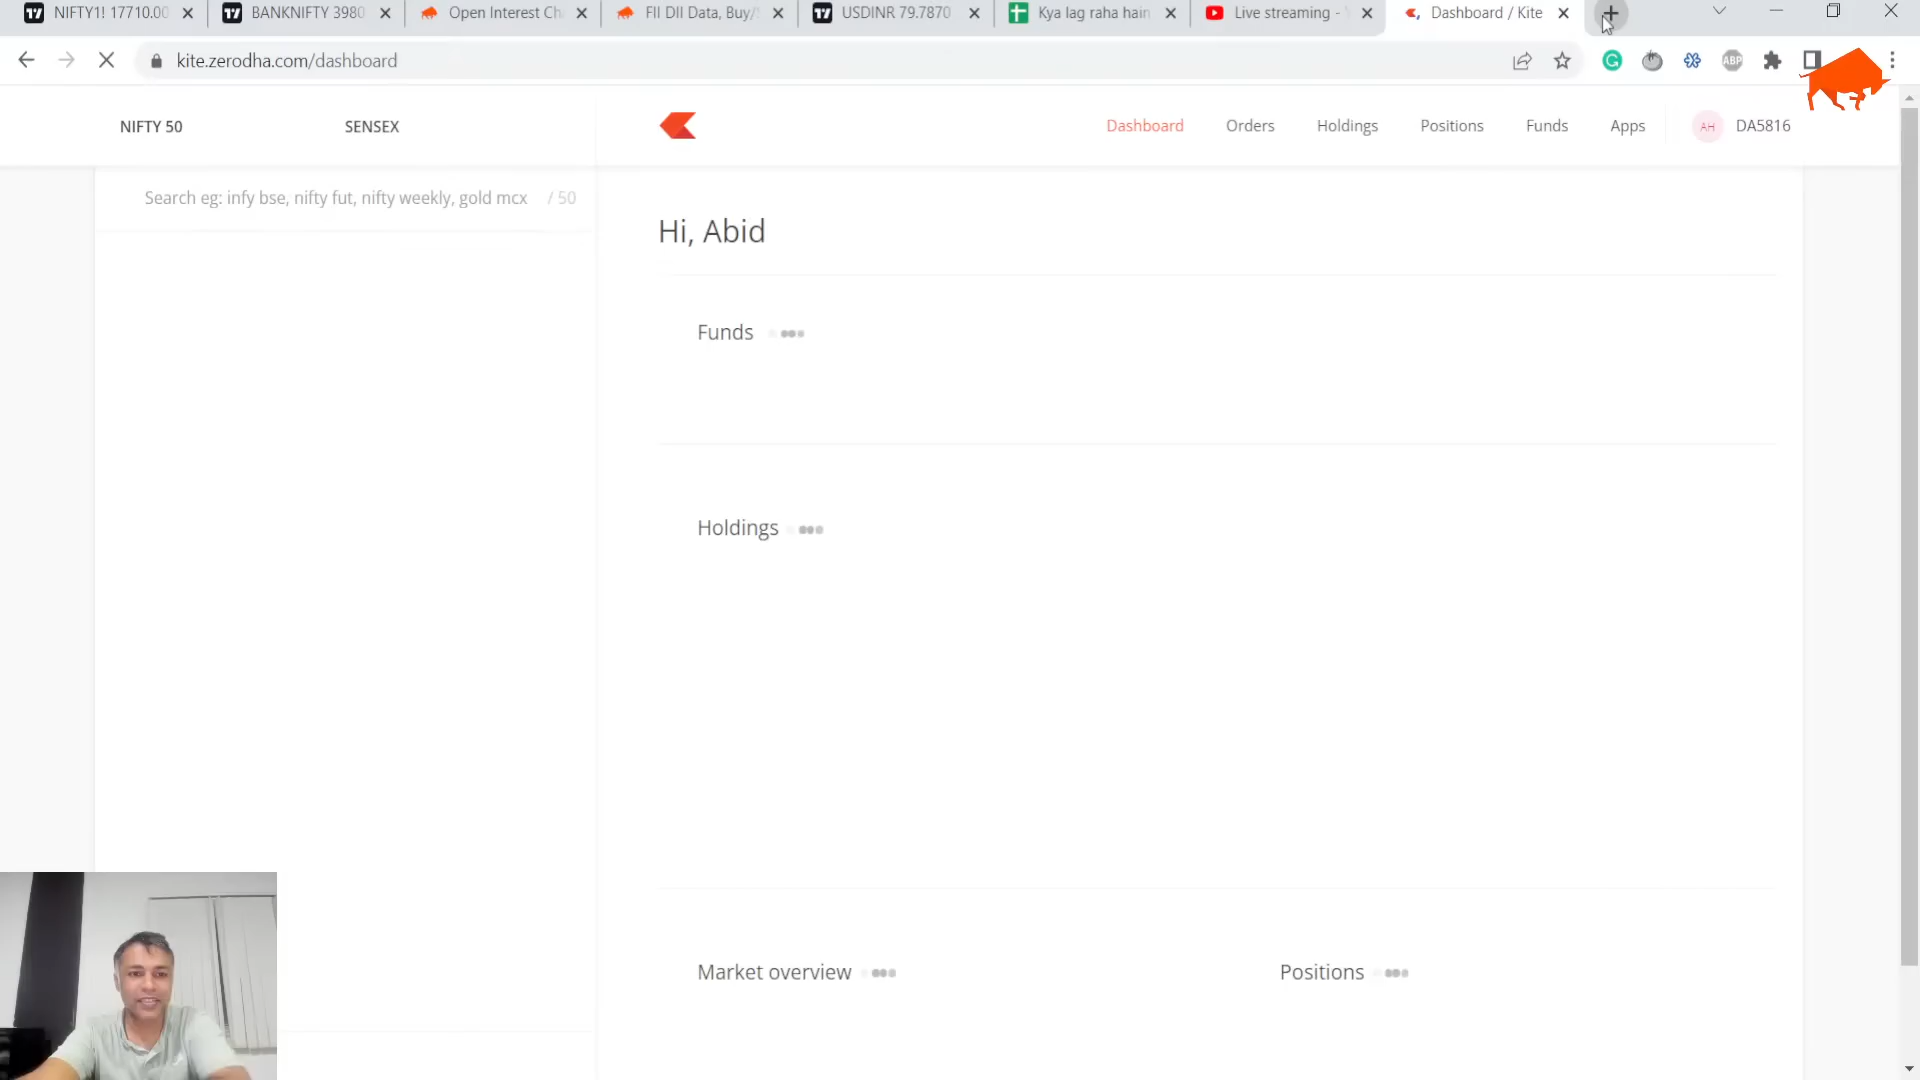 NIFTY1! 17710.00
BANKNIFTY 3980
Open Interest Ch
FII DII Data, Buy/S
USDINR 79.7870
Kya lag raha hain
Live streaming -
Dashboard / Kite
kite.zerodha.com/dashboard
ABP
NIFTY 50
SENSEX
Dashboard
Orders
Holdings
Positions
Funds
Apps
AH
DA5816
Search eg: infy bse, nifty fut, nifty weekly, gold mcx
/ 50
Hi, Abid
Funds
Holdings
Market overview
Positions